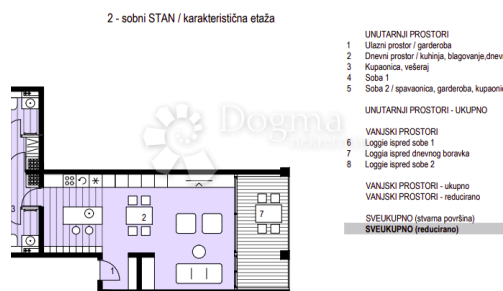 2 - sobni STAN / karakteristična etaža
UNUTARNJI PROSTORI
1 Ulazni prostor / garderoba
2 Dnevni prostor / kuhinja, blagovanje,dnev
3 Kupaonica, vešeraj
4 Soba 1
5 Soba 2 / spavaonica, garderoba, kupaoni
UNUTARNJI PROSTORI - UKUPNO
VANJSKI PROSTORI
6 Loggie ispred sobe 1
7 Loggia ispred dnevnog boravka
8 Loggie ispred sobe 2
VANJSKI PROSTORI - ukupno
VANJSKI PROSTORI - reducirano
SVEUKUPNO (stvarna površina)
SVEUKUPNO (reducirano)
Dogma
3
2
7
1